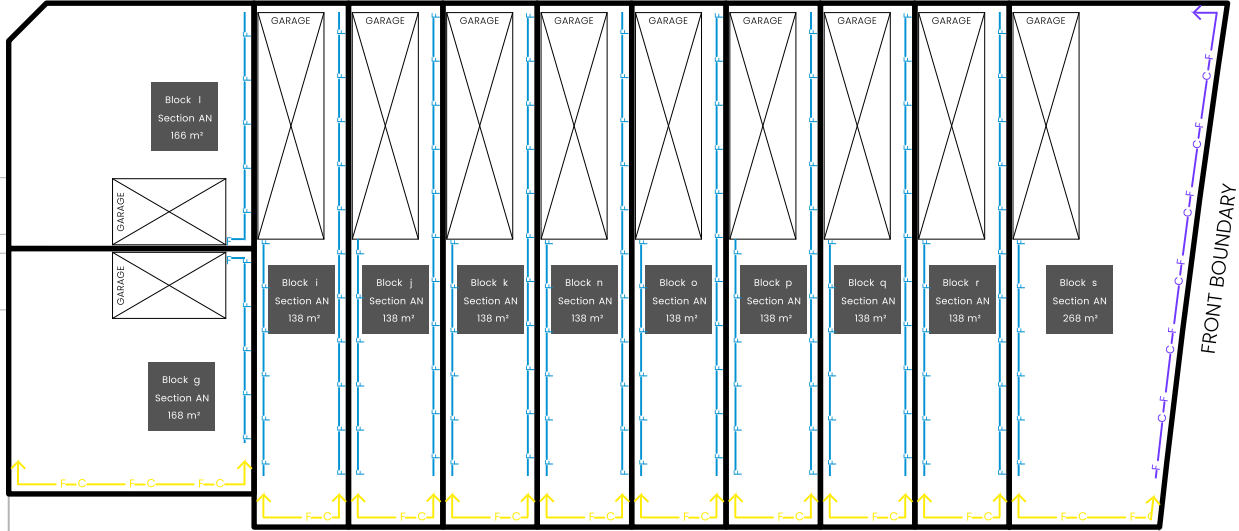 GARAGE GARAGE GARAGE GARAGE GARAGE GARAGE GARAGE GARAGE GARAGE
Block l
Section AN
166 m²
GARAGE
GARAGE
Block i
Section AN
138 m²
Block j
Section AN
138 m²
Block k
Section AN
138 m²
Block n
Section AN
138 m²
Block o
Section AN
138 m²
Block p
Section AN
138 m²
Block q
Section AN
138 m²
Block r
Section AN
138 m²
Block s
Section AN
268 m²
FRONT BOUNDARY
Block g
Section AN
168 m²
F C F C F C
F C F C F C F C F C F C F C F C F C F C